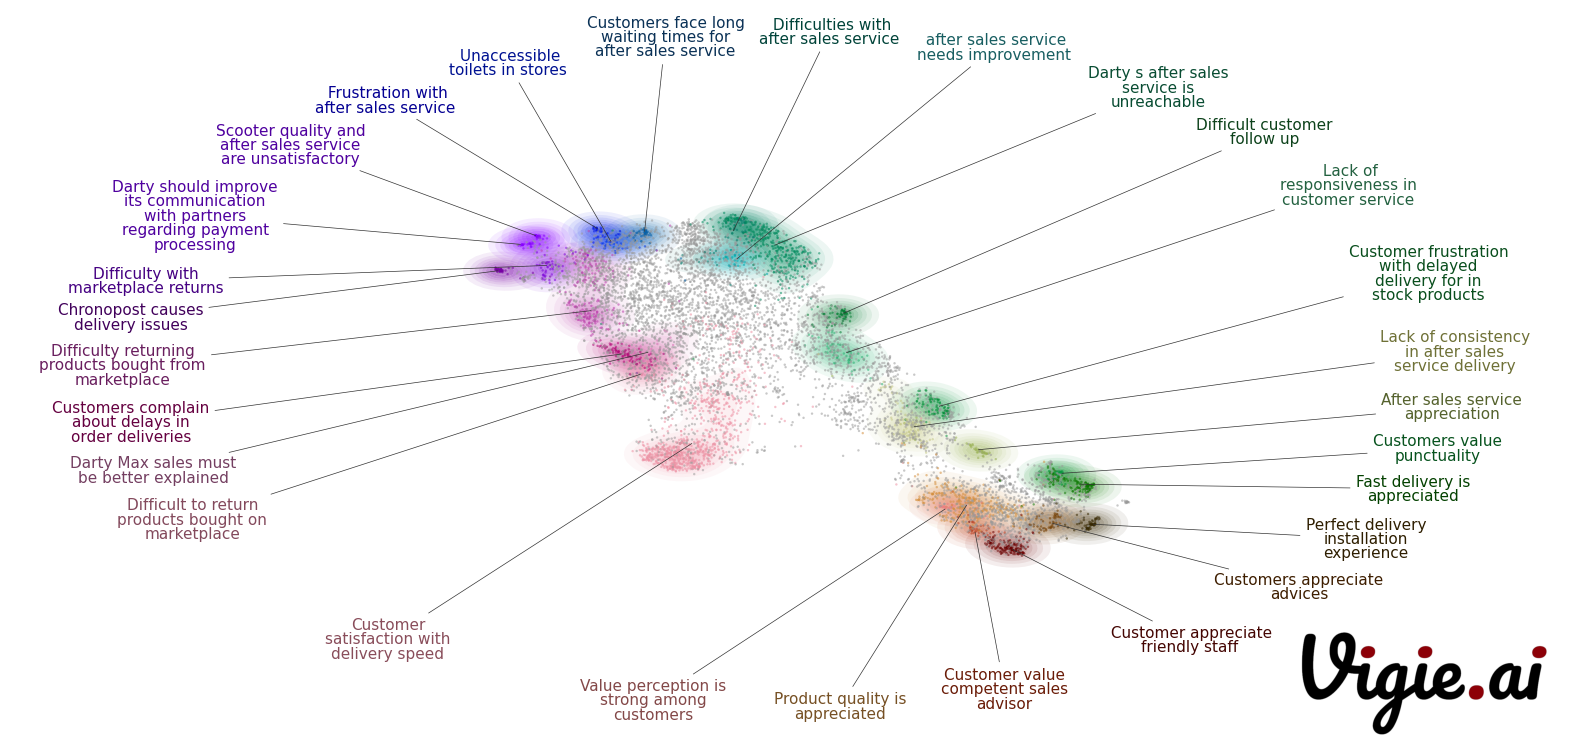 Customers face long
waiting times for
after sales service
Difficulties with
after sales service
after sales service
needs improvement
Unaccessible
toilets in stores
Darty s after sales
service is
unreachable
Frustration with
after sales service
Difficult customer
follow up
Scooter quality and
after sales service
are unsatisfactory
Lack of
responsiveness in
customer service
Darty should improve
its communication
with partners
regarding payment
processing
Customer frustration
with delayed
delivery for in
stock products
Difficulty with
marketplace returns
Chronopost causes
delivery issues
Lack of consistency
in after sales
service delivery
Difficulty returning
products bought from
marketplace
After sales service
appreciation
Customers complain
about delays in
order deliveries
Customers value
punctuality
Darty Max sales must
be better explained
Fast delivery is
appreciated
Difficult to return
products bought on
marketplace
Perfect delivery
installation
experience
Customers appreciate
advices
Customer
satisfaction with
delivery speed
Customer appreciate
friendly staff
Value perception is
strong among
customers
Product quality is
appreciated
Customer value
competent sales
advisor
Vigie.ai